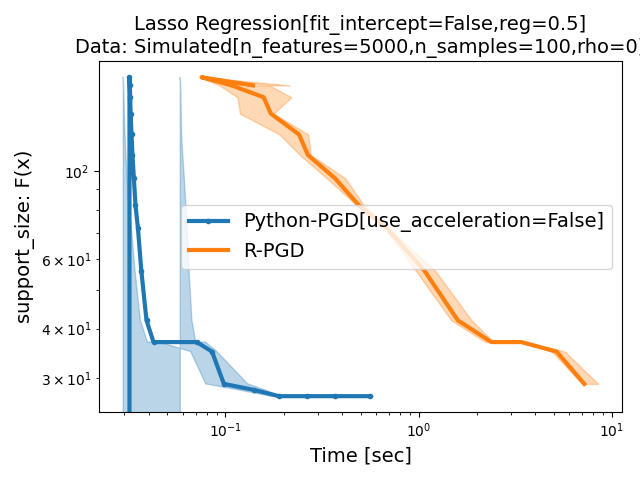 Lasso Regression[fit_intercept=False,reg=0.5]
Data: Simulated[n_features=5000,n_samples=100,rho=0]
support_size: F(x)
10²
6 × 10¹
4 × 10¹
3 × 10¹
Python-PGD[use_acceleration=False]
R-PGD
10⁻¹
10⁰
10¹
Time [sec]